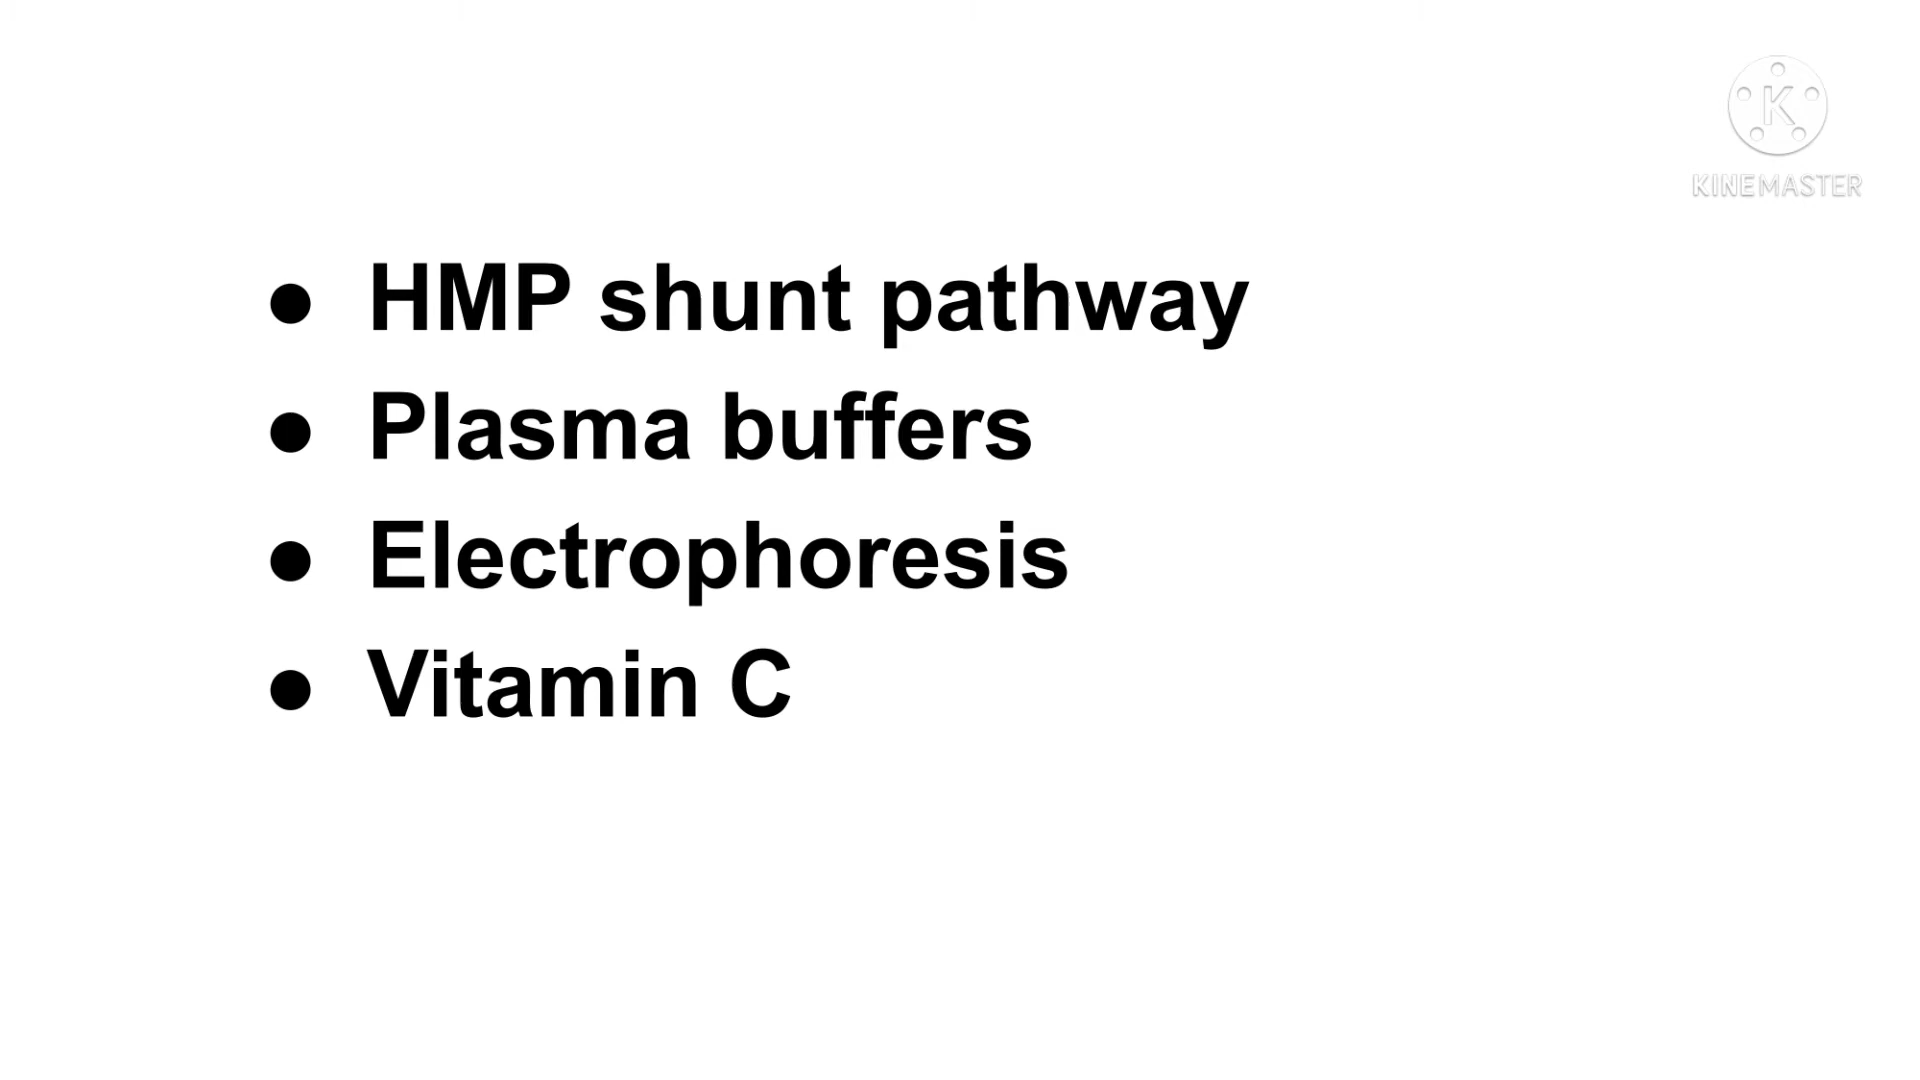 K
KINEMASTER
● HMP shunt pathway
● Plasma buffers
● Electrophoresis
● Vitamin C